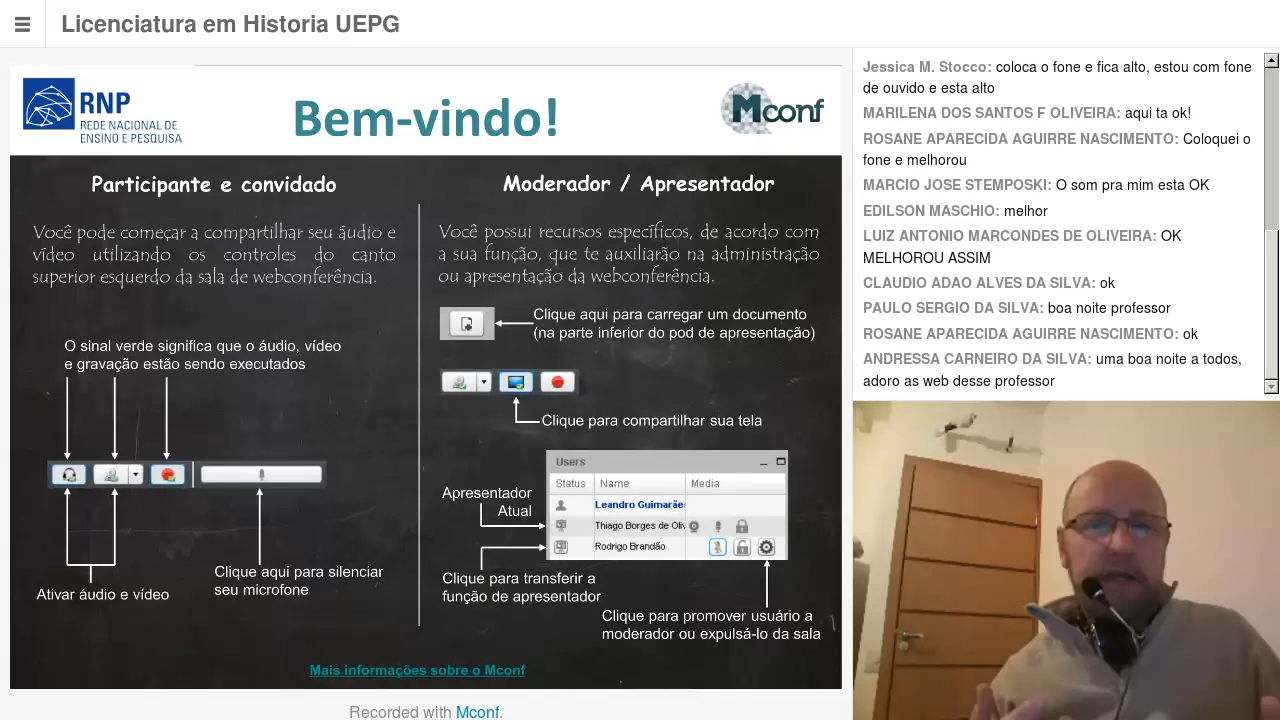 Licenciatura em Historia UEPG
RNP
REDE NACIONAL DE
ENSINO E PESQUISA
Bem-vindo!
Mconf
Participante e convidado
Você pode começar a compartilhar seu áudio e
vídeo utilizando os controles do canto
superior esquerdo da sala de webconferência.
O sinal verde significa que o áudio, vídeo
e gravação estão sendo executados
Ativar áudio e vídeo
Clique aqui para silenciar
seu microfone
Moderador / Apresentador
Você possui recursos específicos, de acordo com
a sua função, que te auxiliarão na administração
ou apresentação da webconferência.
Clique aqui para carregar um documento
(na parte inferior do pod de apresentação)
Clique para compartilhar sua tela
Users
Status Name Media
Leandro Guimarães
Thiago Borges de Oliv
Rodrigo Brandão
Apresentador
Atual
Clique para transferir a
função de apresentador
Clique para promover usuário a
moderador ou expulsá-lo da sala
Mais informações sobre o Mconf
Recorded with Mconf.
Jessica M. Stocco: coloca o fone e fica alto, estou com fone
de ouvido e esta alto
MARILENA DOS SANTOS F OLIVEIRA: aqui ta ok!
ROSANE APARECIDA AGUIRRE NASCIMENTO: Coloquei o
fone e melhorou
MARCIO JOSE STEMPOSKI: O som pra mim esta OK
EDILSON MASCHIO: melhor
LUIZ ANTONIO MARCONDES DE OLIVEIRA: OK
MELHOROU ASSIM
CLAUDIO ADAO ALVES DA SILVA: ok
PAULO SERGIO DA SILVA: boa noite professor
ROSANE APARECIDA AGUIRRE NASCIMENTO: ok
ANDRESSA CARNEIRO DA SILVA: uma boa noite a todos,
adoro as web desse professor